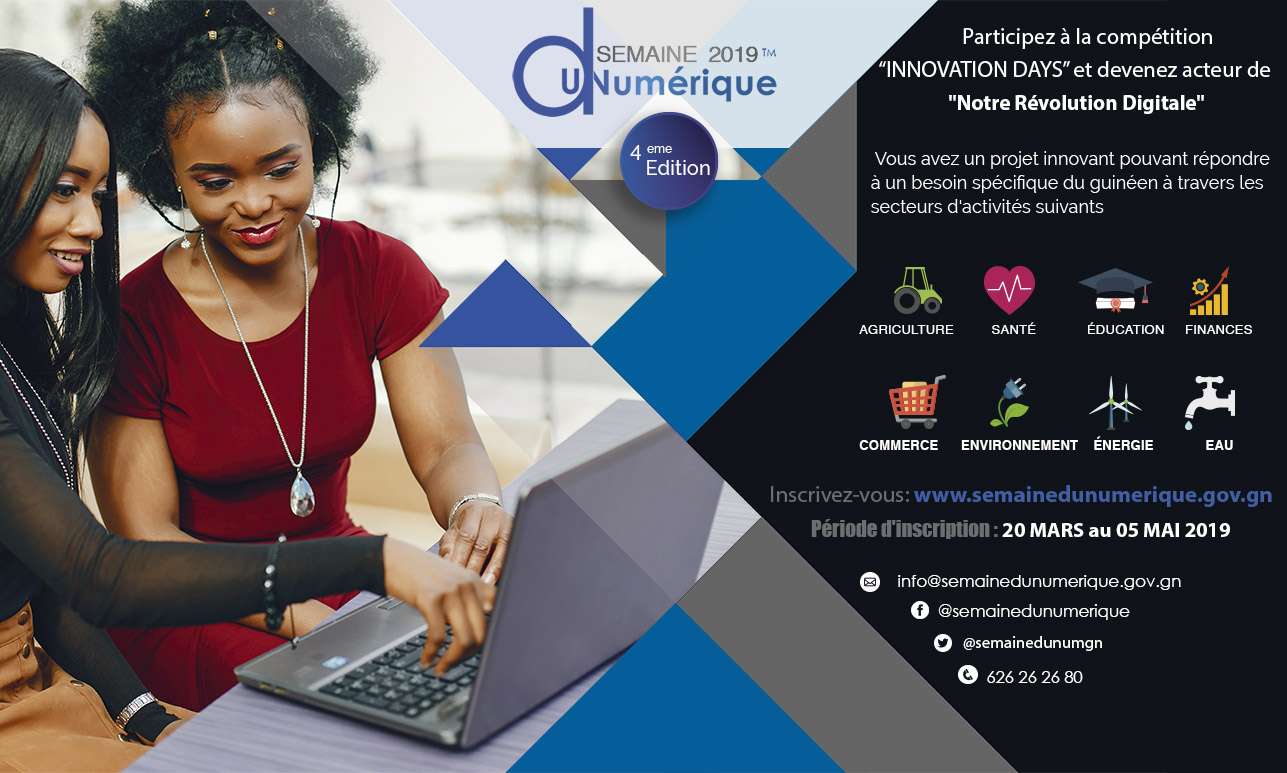 SEMAINE 2019™
dU Numérique
4 eme
Edition
Participez à la compétition
“INNOVATION DAYS” et devenez acteur de
"Notre Révolution Digitale"
Vous avez un projet innovant pouvant répondre
à un besoin spécifique du guinéen à travers les
secteurs d'activités suivants
AGRICULTURE SANTÉ ÉDUCATION FINANCES
COMMERCE ENVIRONNEMENT ÉNERGIE EAU
Inscrivez-vous: www.semainedunumerique.gov.gn
Période d'inscription : 20 MARS au 05 MAI 2019
info@semainedunumerique.gov.gn
@semainedunumerique
@semainedunumgn
626 26 26 80